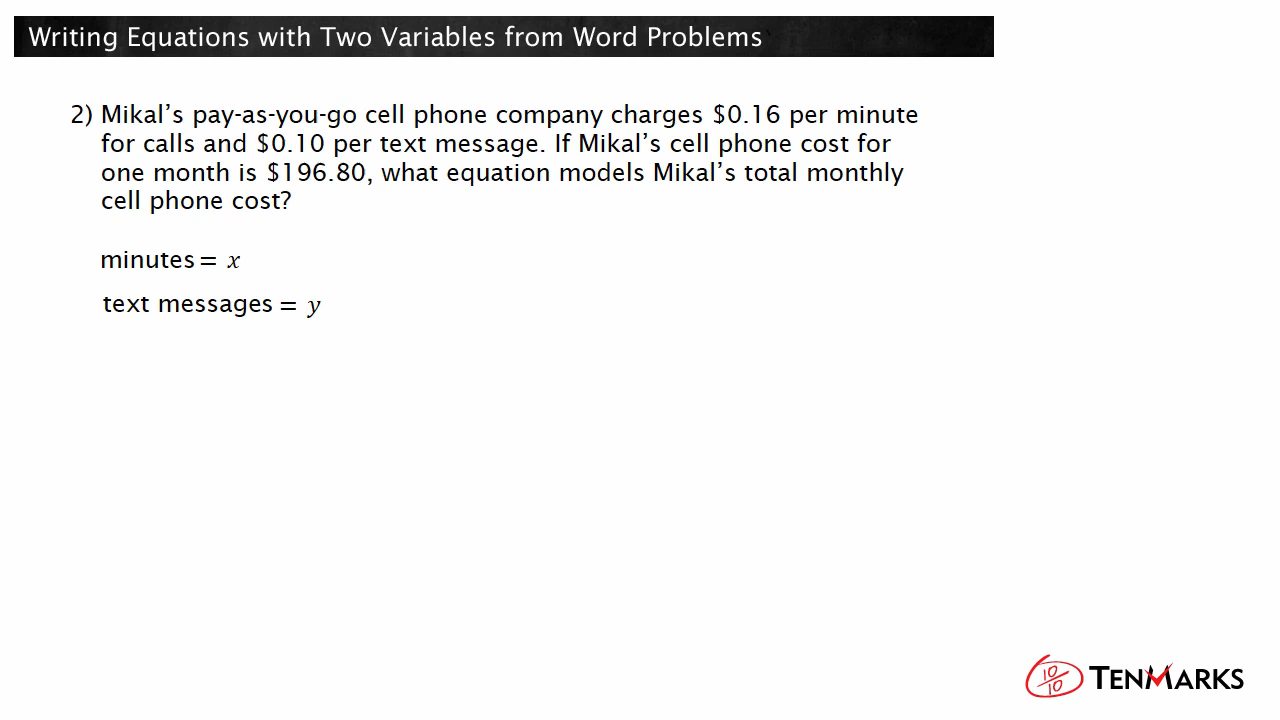 Writing Equations with Two Variables from Word Problems
2) Mikal’s pay-as-you-go cell phone company charges $0.16 per minute
for calls and $0.10 per text message. If Mikal’s cell phone cost for
one month is $196.80, what equation models Mikal’s total monthly
cell phone cost?
minutes = x
text messages = y
10/10 TENMARKS